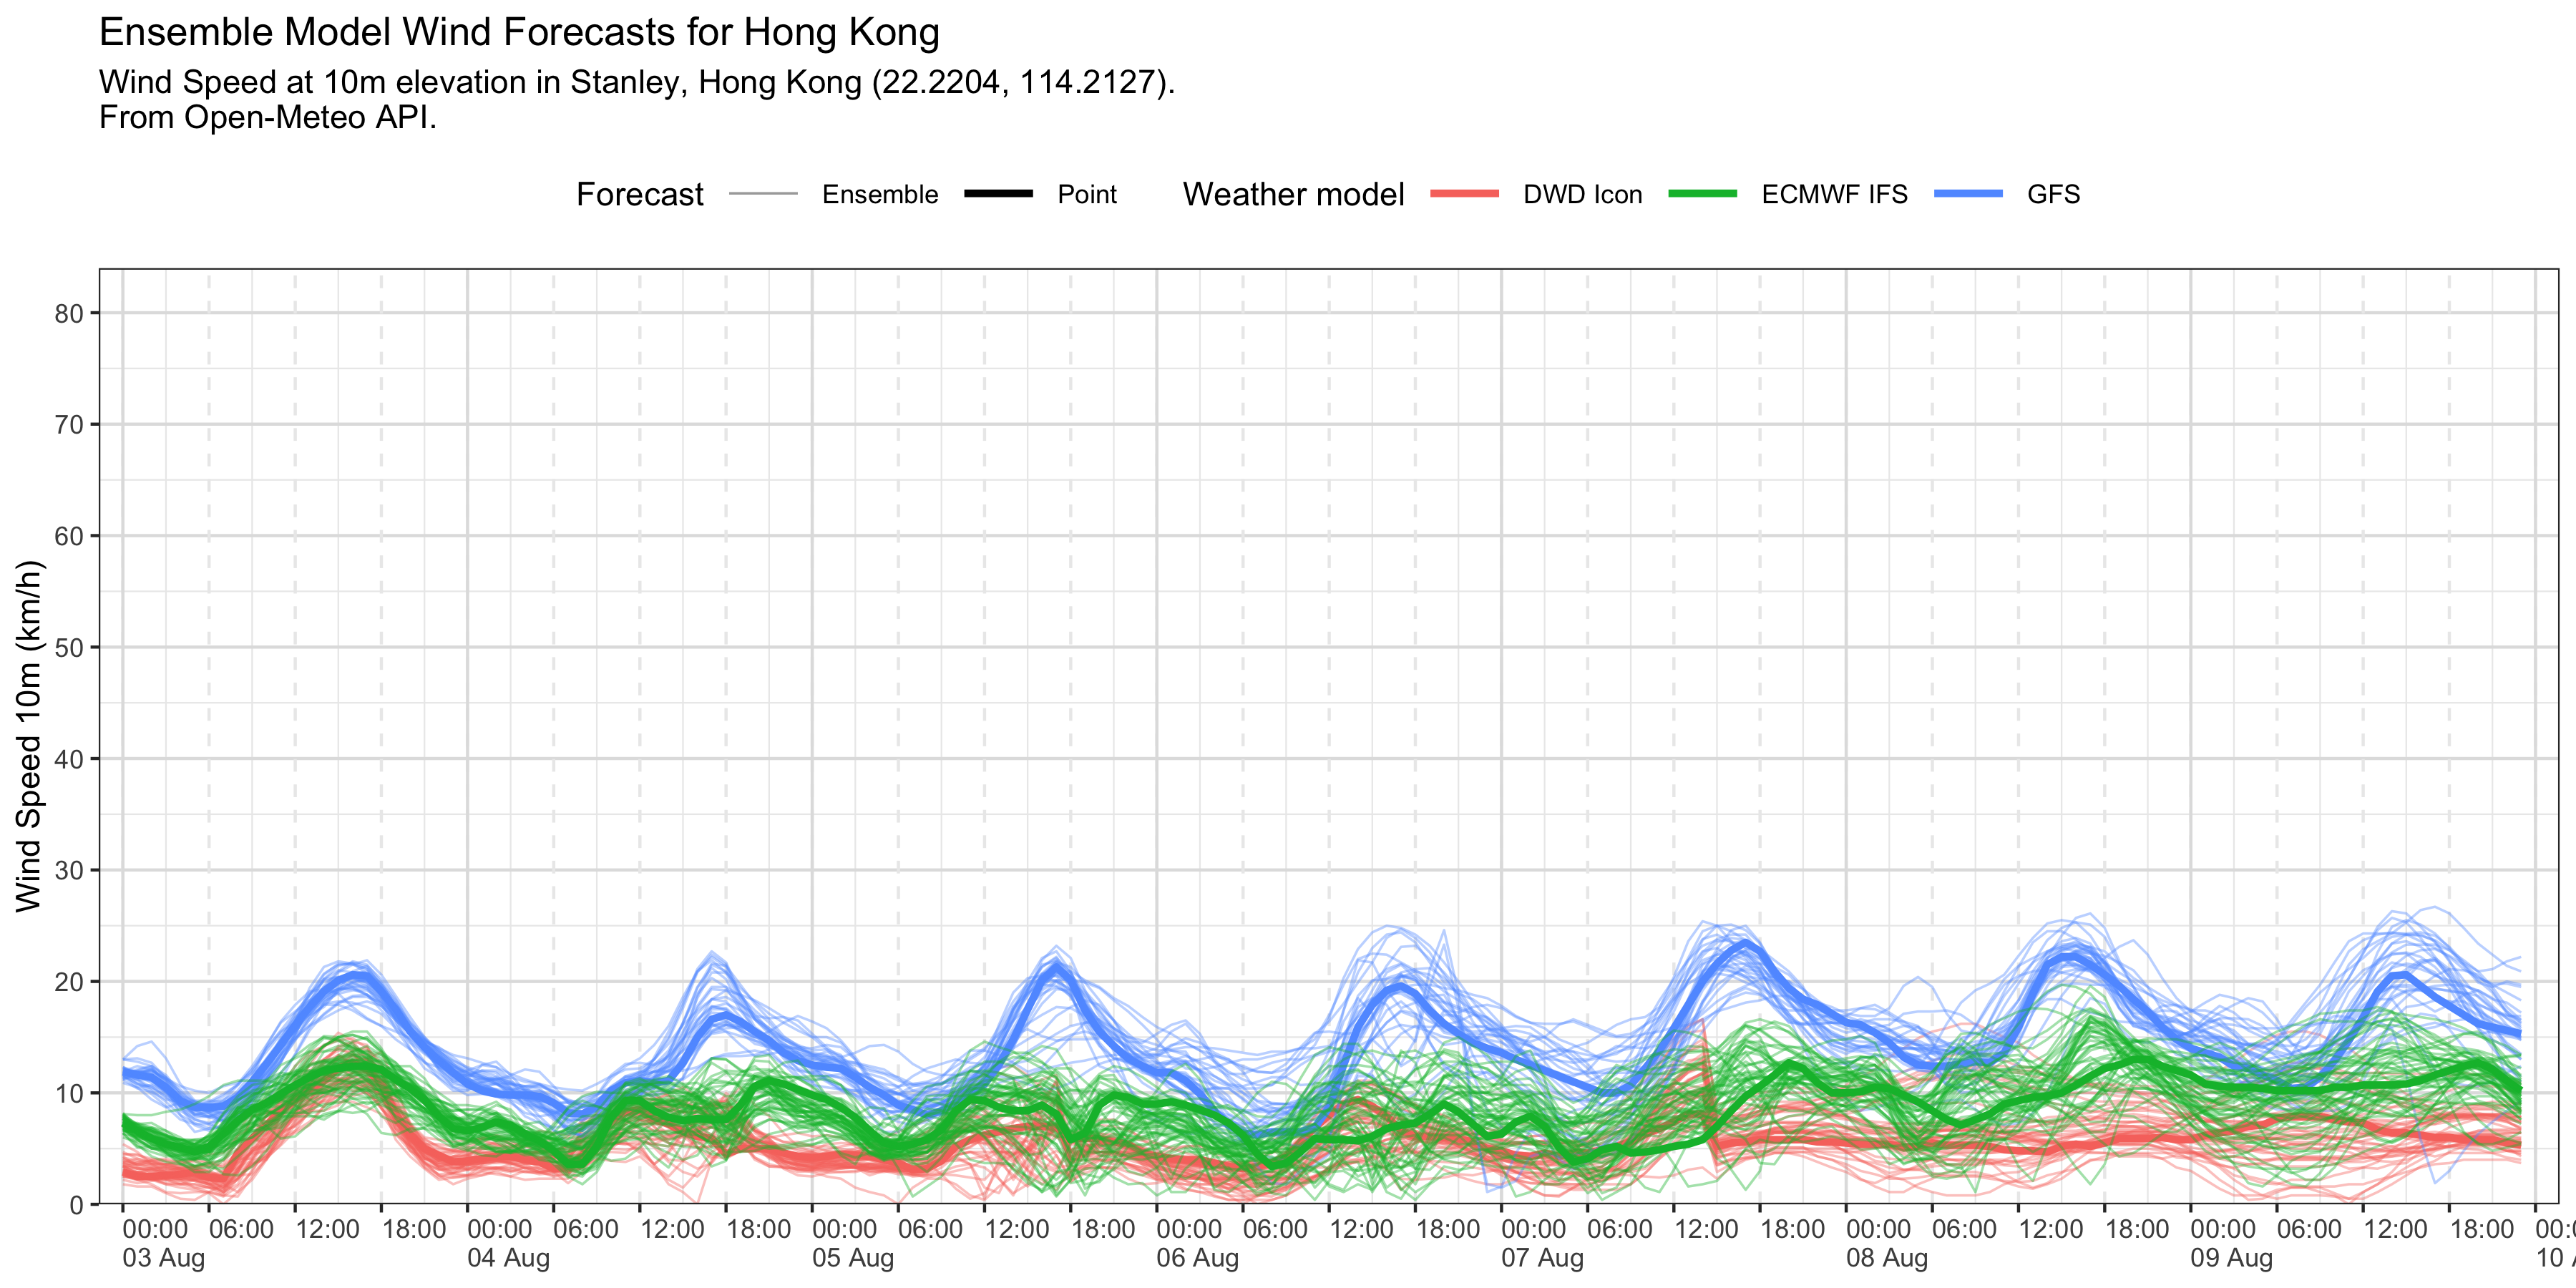 Ensemble Model Wind Forecasts for Hong Kong
Wind Speed at 10m elevation in Stanley, Hong Kong (22.2204, 114.2127).
From Open-Meteo API.
Forecast Ensemble Point Weather model DWD Icon ECMWF IFS GFS
Wind Speed 10m (km/h)
80
70
60
50
40
30
20
10
0
00:00 06:00 12:00 18:00 00:00 06:00 12:00 18:00 00:00 06:00 12:00 18:00 00:00 06:00 12:00 18:00 00:00 06:00 12:00 18:00 00:00 06:00 12:00 18:00 00:00 06:00 12:00 18:00
03 Aug 04 Aug 05 Aug 06 Aug 07 Aug 08 Aug 09 Aug 10